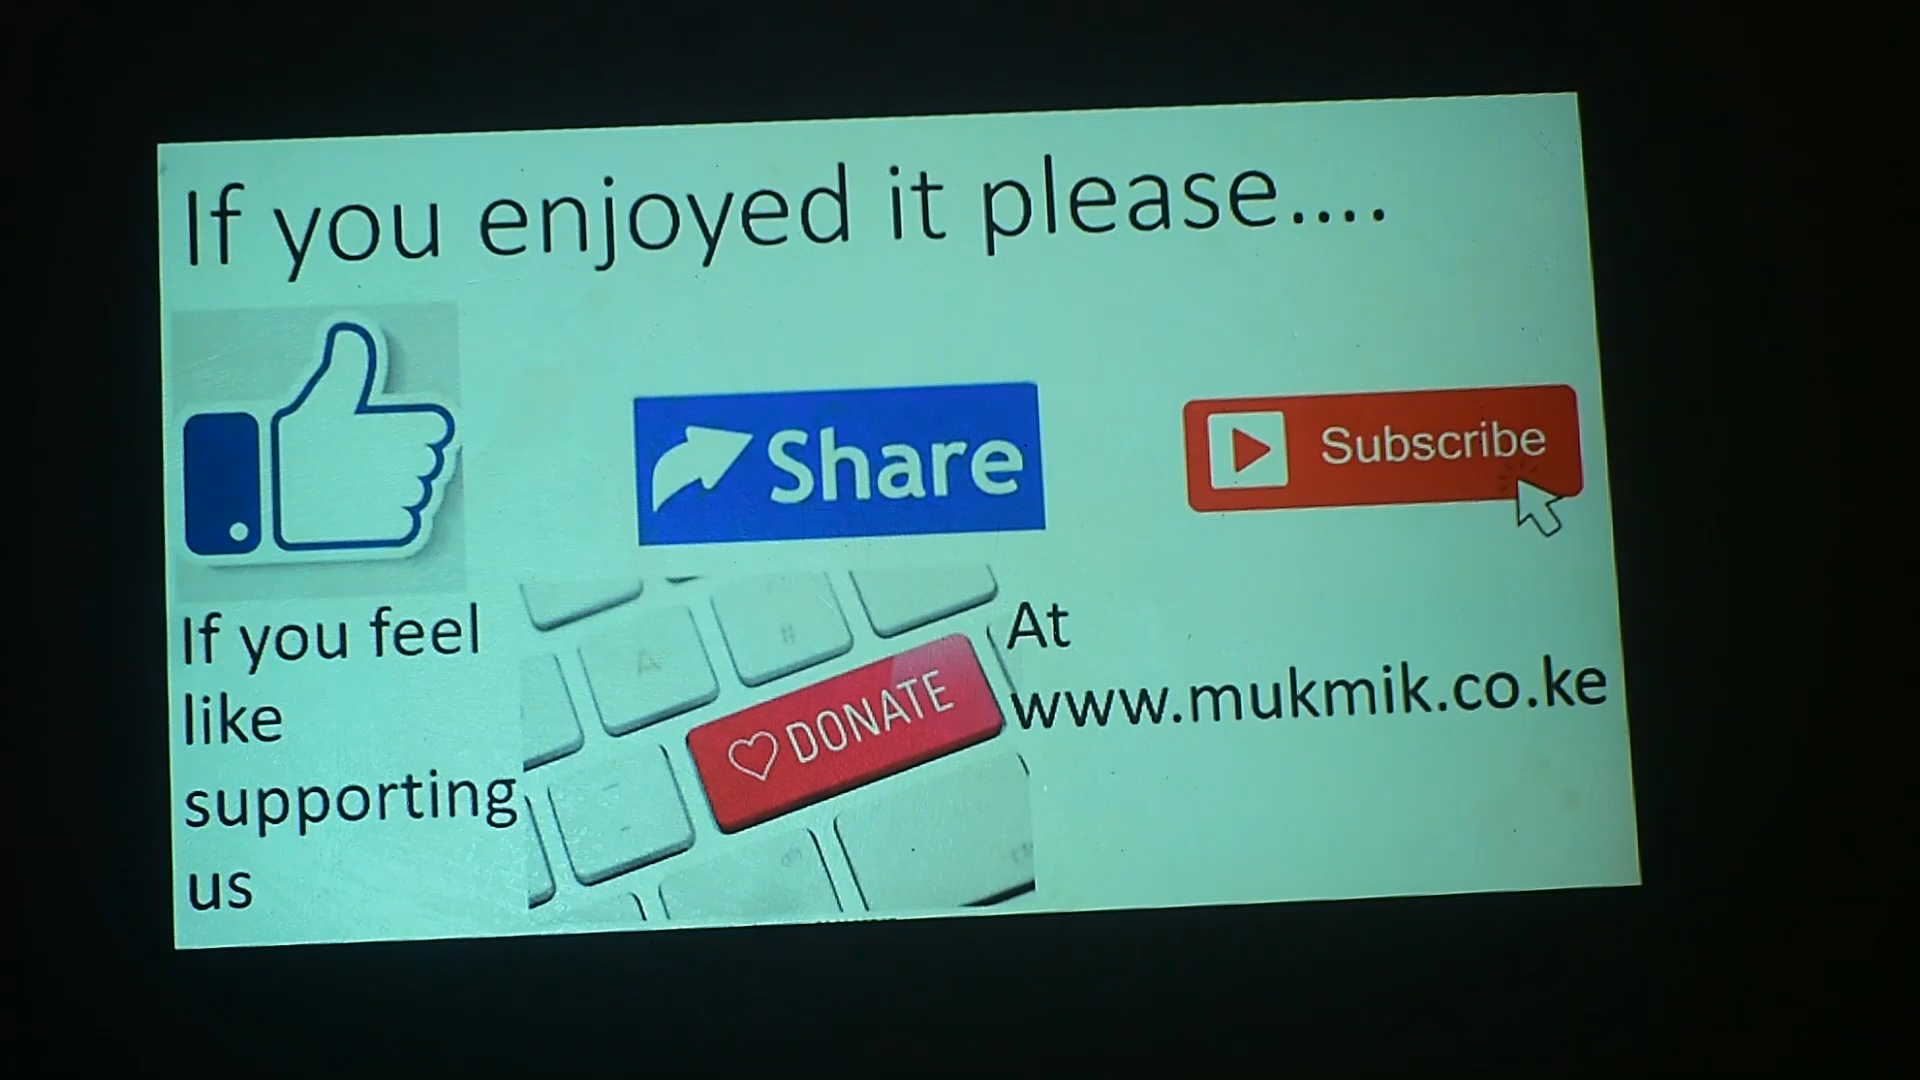 If you enjoyed it please....
Share
Subscribe
If you feel
like
supporting
us
DONATE
At
www.mukmik.co.ke